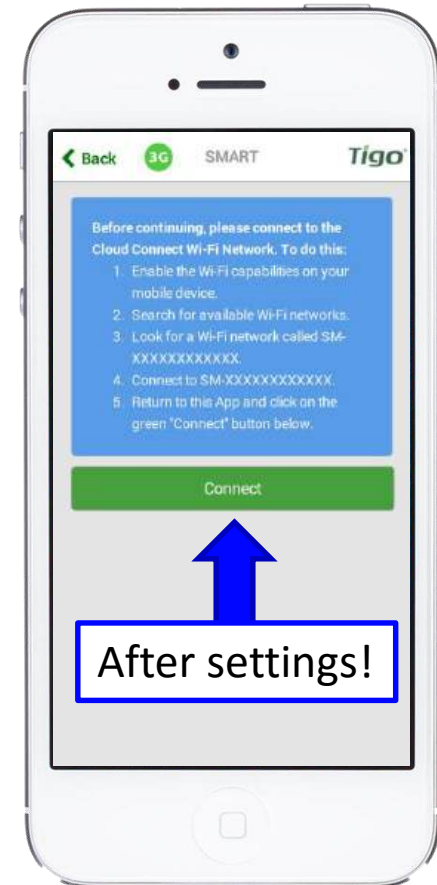 Back 3G SMART Tigo
Before continuing, please connect to the
Cloud Connect Wi-Fi Network. To do this:
1. Enable the Wi-Fi capabilities on your
mobile device.
2. Search for available Wi-Fi networks.
3. Look for a Wi-Fi network called SM-
XXXXXXXXXXXX.
4. Connect to SM-XXXXXXXXXXXX.
5. Return to this App and click on the
green "Connect" button below.
Connect
After settings!